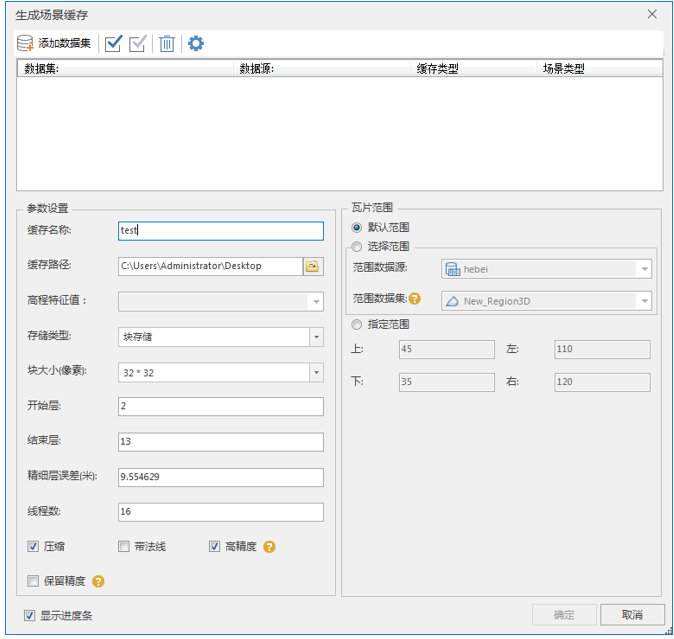 生成场景缓存
添加数据集
数据集: 数据源: 缓存类型 场景类型
参数设置
缓存名称: test
缓存路径: C:\Users\Administrator\Desktop
高程特征值：
存储类型: 块存储
块大小(像素): 32 * 32
开始层: 2
结束层: 13
精细层误差(米): 9.554629
线程数: 16
压缩 带法线 高精度 ?
保留精度 ?
瓦片范围
默认范围
选择范围
范围数据源: hebei
范围数据集: ? New_Region3D
指定范围
上: 45 左: 110
下: 35 右: 120
显示进度条
确定 取消